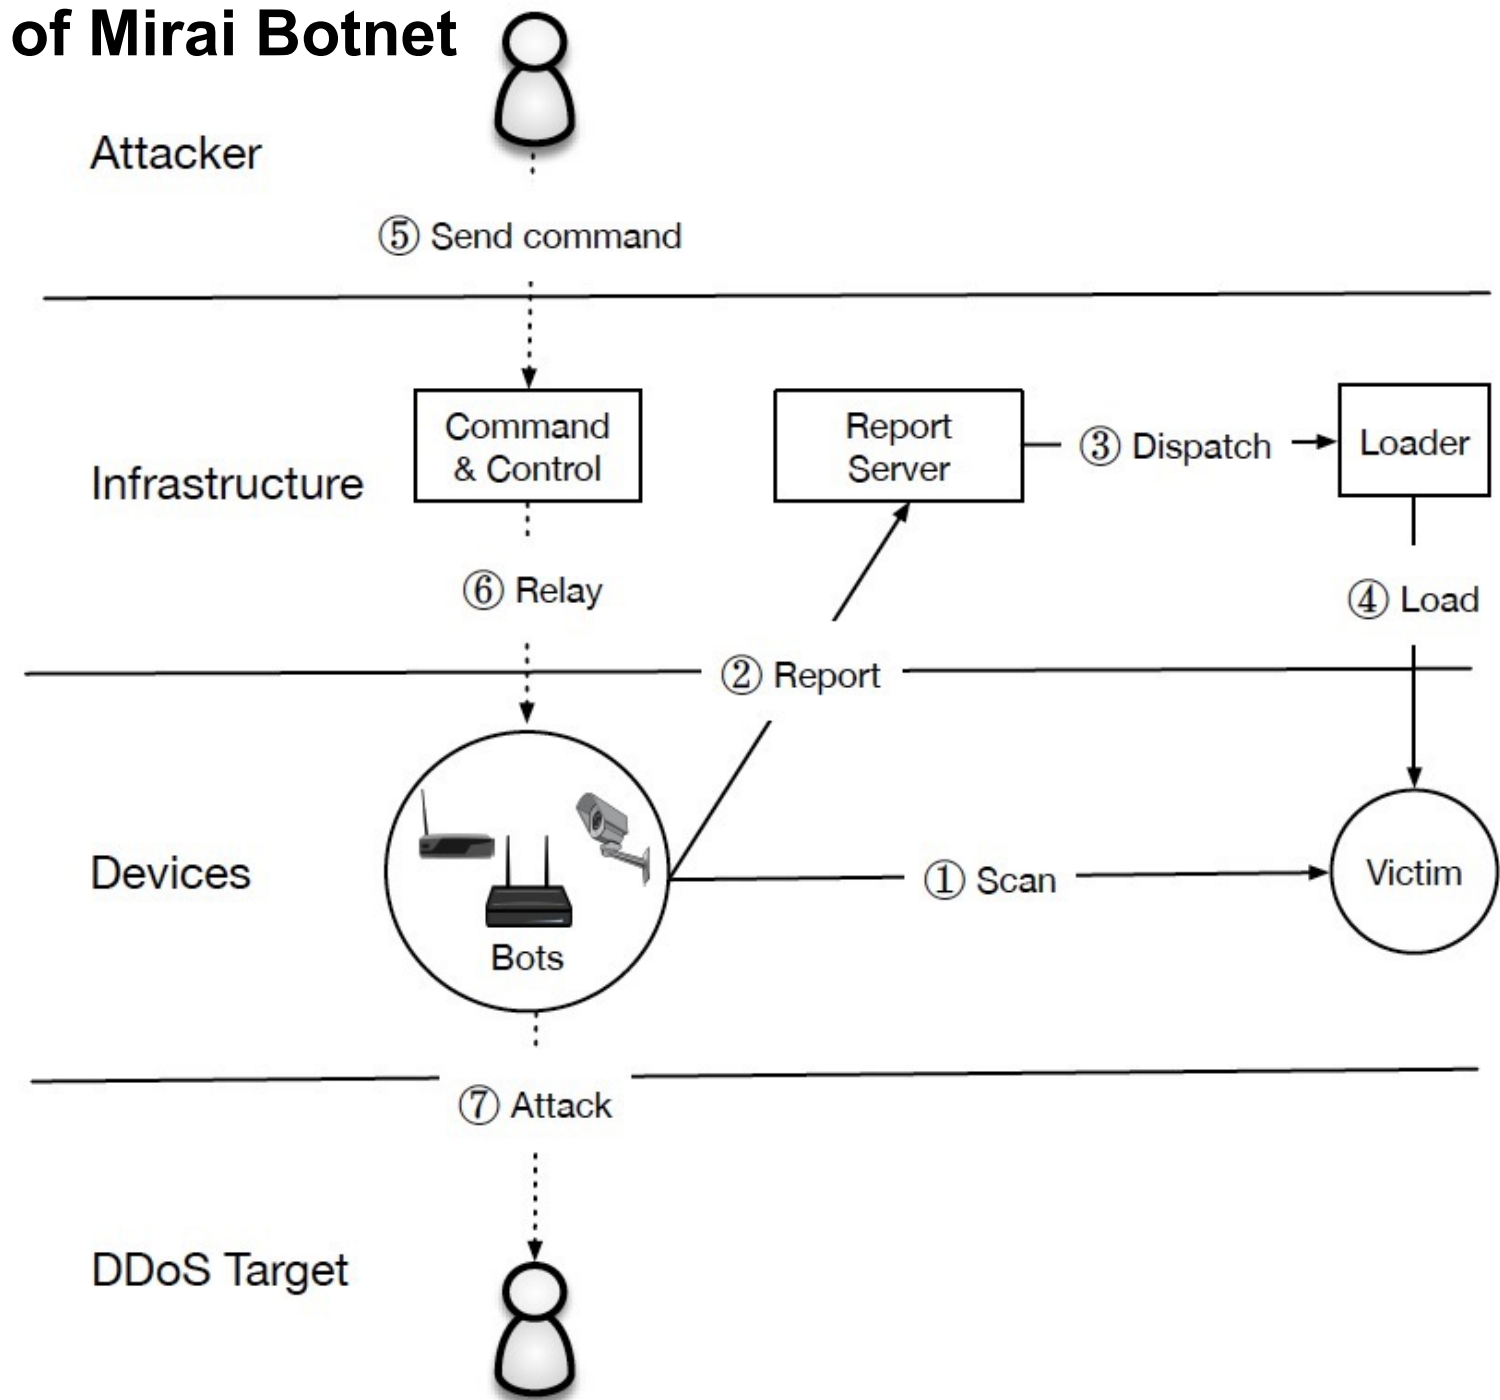 of Mirai Botnet
Attacker
⑤ Send command
Infrastructure
Command
& Control
Report
Server
③ Dispatch
Loader
⑥ Relay
④ Load
② Report
Devices
Bots
① Scan
Victim
⑦ Attack
DDoS Target